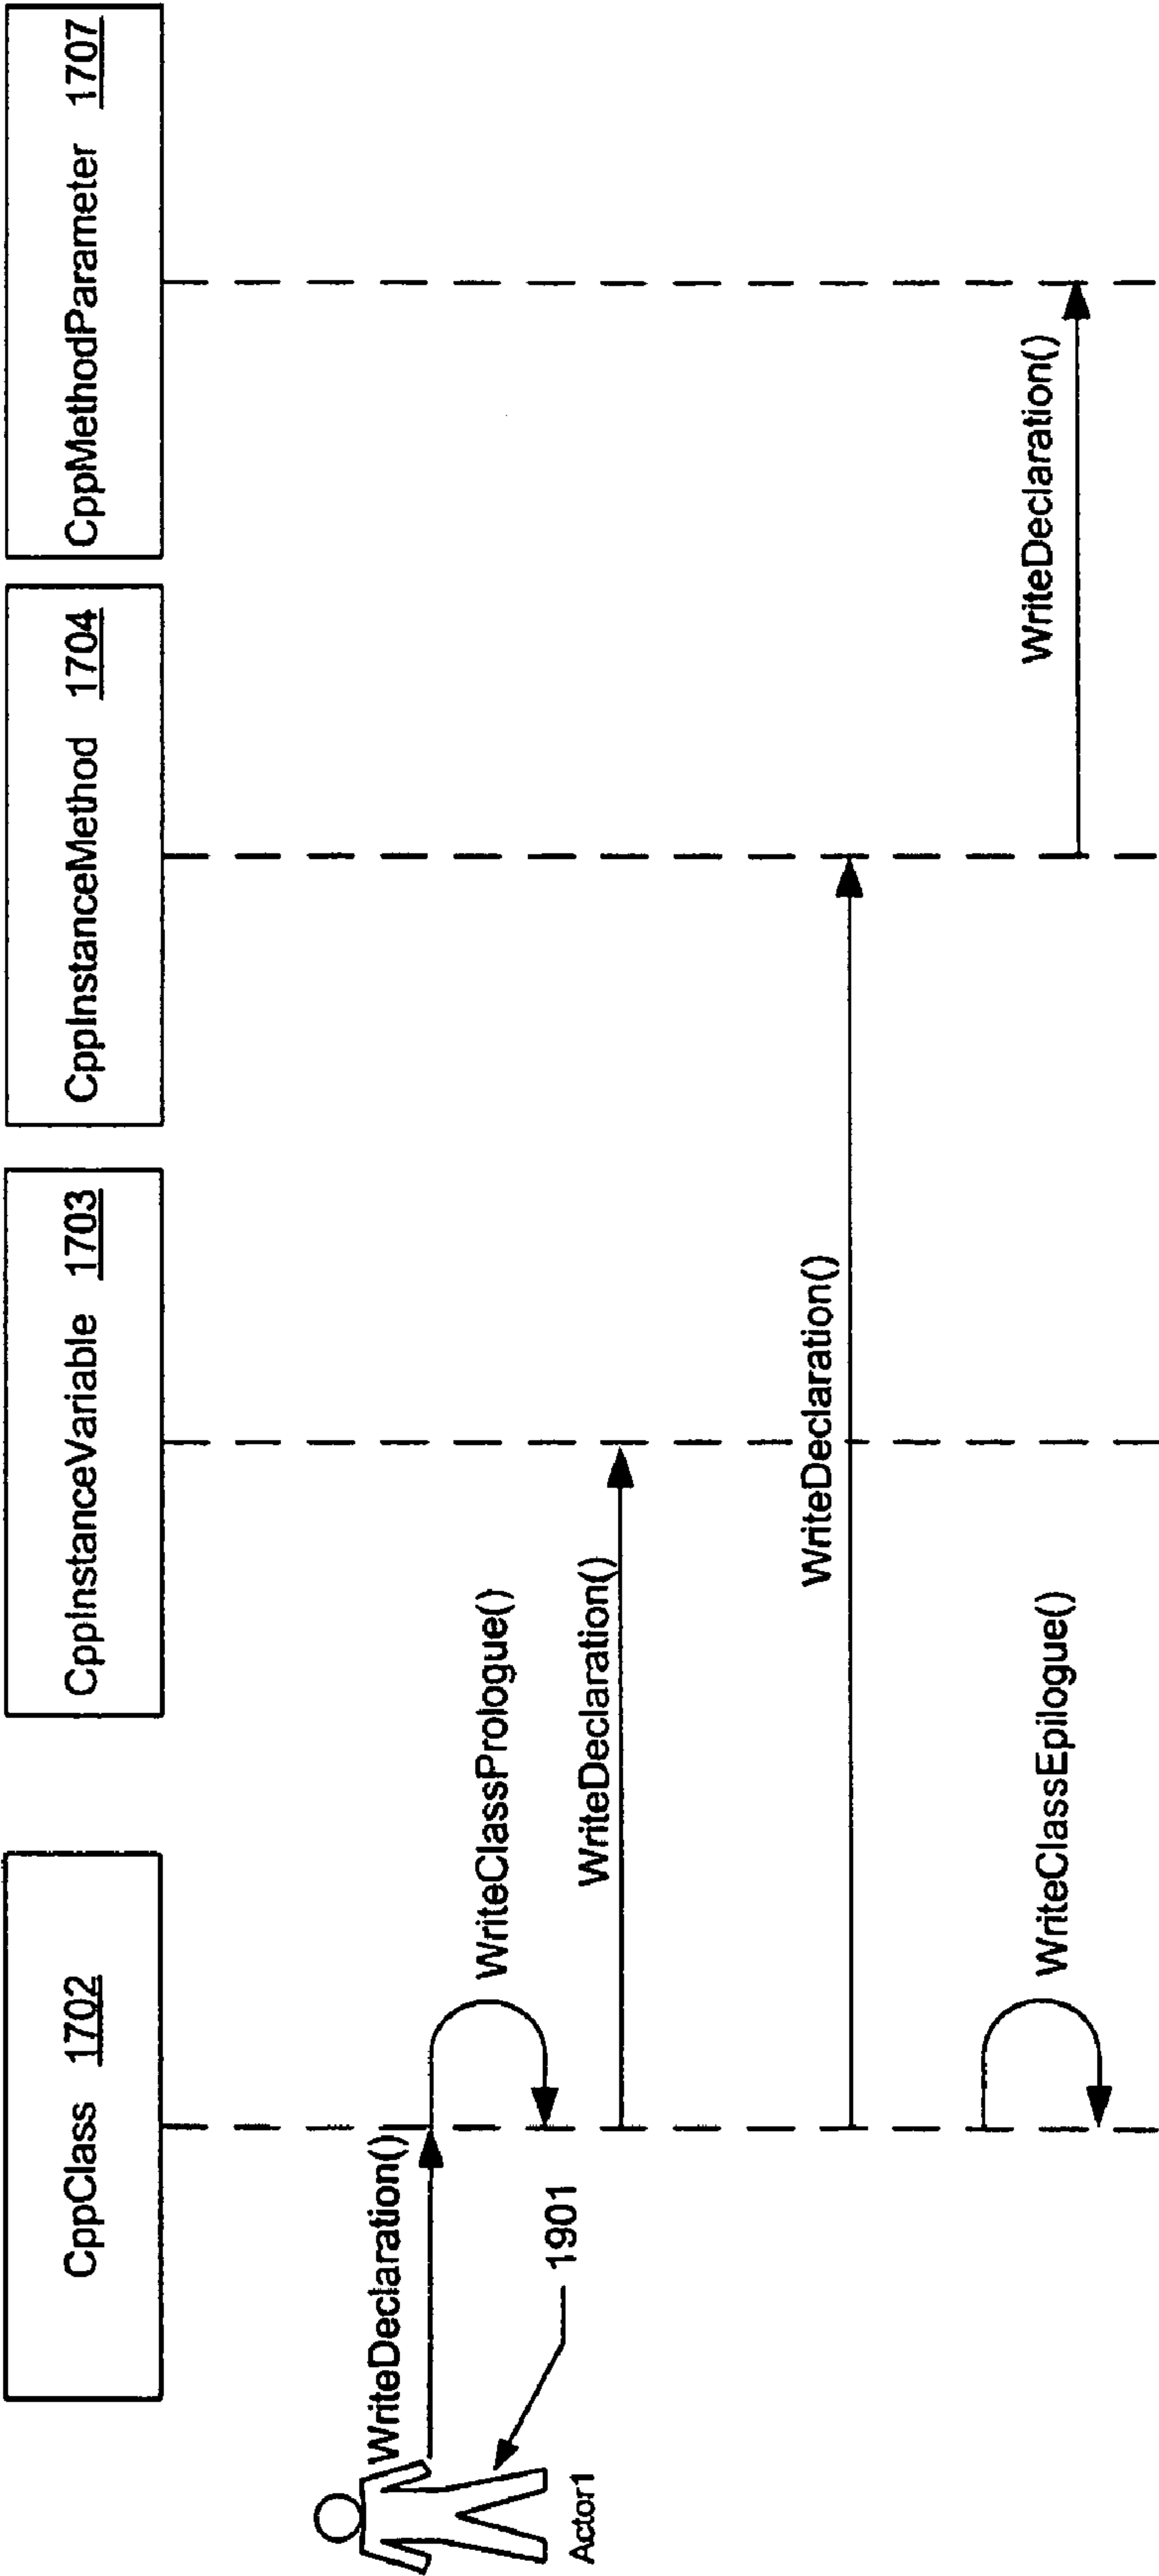 CppClass 1702
CppInstanceVariable 1703
CppInstanceMethod 1704
CppMethodParameter 1707
WriteDeclaration()
WriteClassPrologue()
1901
Actor1
WriteDeclaration()
WriteDeclaration()
WriteDeclaration()
WriteClassEpilogue()